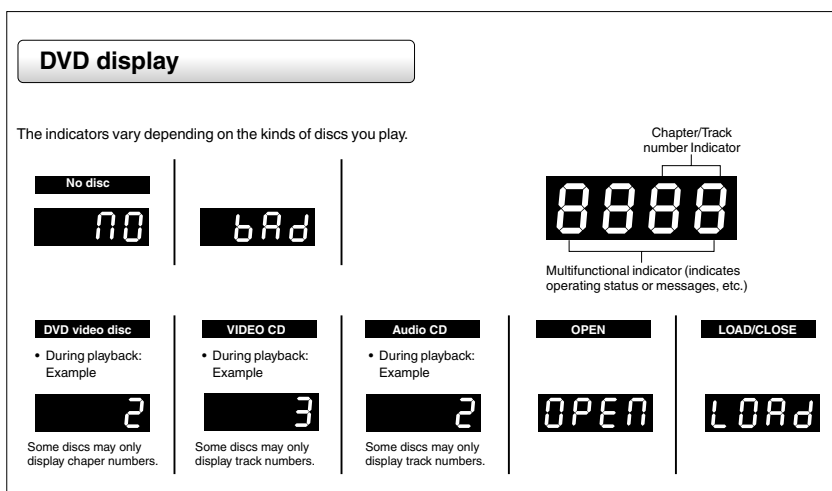 DVD display
The indicators vary depending on the kinds of discs you play.
Chapter/Track
number Indicator
No disc
NO
bAd
8888
Multifunctional indicator (indicates
operating status or messages, etc.)
DVD video disc
• During playback:
Example
2
Some discs may only
display chaper numbers.
VIDEO CD
• During playback:
Example
3
Some discs may only
display track numbers.
Audio CD
• During playback:
Example
2
Some discs may only
display track numbers.
OPEN
OPEN
LOAD/CLOSE
LOAd